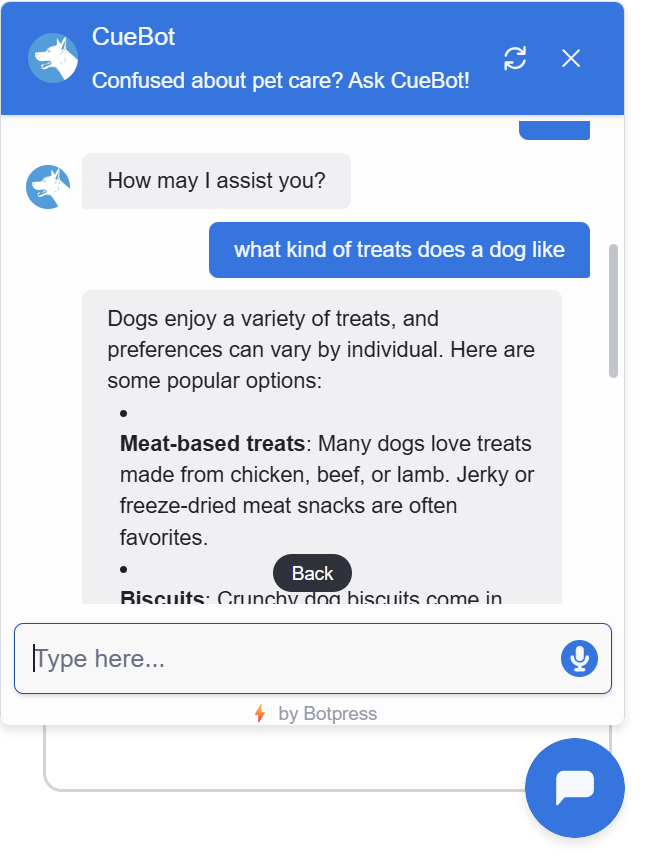 CueBot
Confused about pet care? Ask CueBot!
How may I assist you?
what kind of treats does a dog like
Dogs enjoy a variety of treats, and
preferences can vary by individual. Here are
some popular options:
•
Meat-based treats: Many dogs love treats
made from chicken, beef, or lamb. Jerky or
freeze-dried meat snacks are often
favorites.
•
Back
Biscuits: Crunchy dog biscuits come in
Type here...
by Botpress